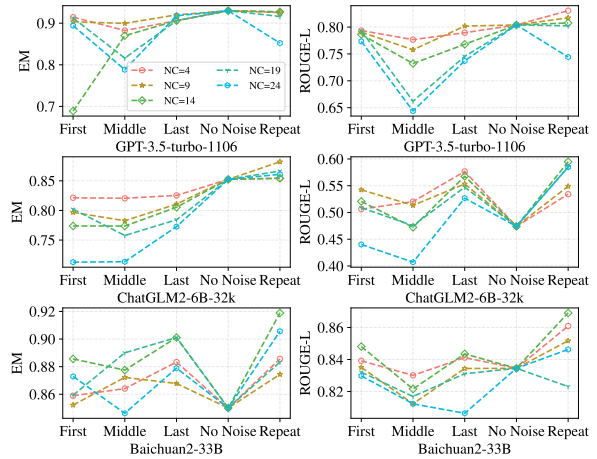 0.9
0.8
0.7
EM
NC=4
NC=9
NC=14
NC=19
NC=24
First Middle Last No Noise Repeat
GPT-3.5-turbo-1106
0.80
0.75
0.70
0.65
ROUGE-L
First Middle Last No Noise Repeat
GPT-3.5-turbo-1106
0.85
0.80
0.75
EM
First Middle Last No Noise Repeat
ChatGLM2-6B-32k
0.60
0.55
0.50
0.45
0.40
ROUGE-L
First Middle Last No Noise Repeat
ChatGLM2-6B-32k
0.92
0.90
0.88
0.86
EM
First Middle Last No Noise Repeat
Baichuan2-33B
0.86
0.84
0.82
ROUGE-L
First Middle Last No Noise Repeat
Baichuan2-33B